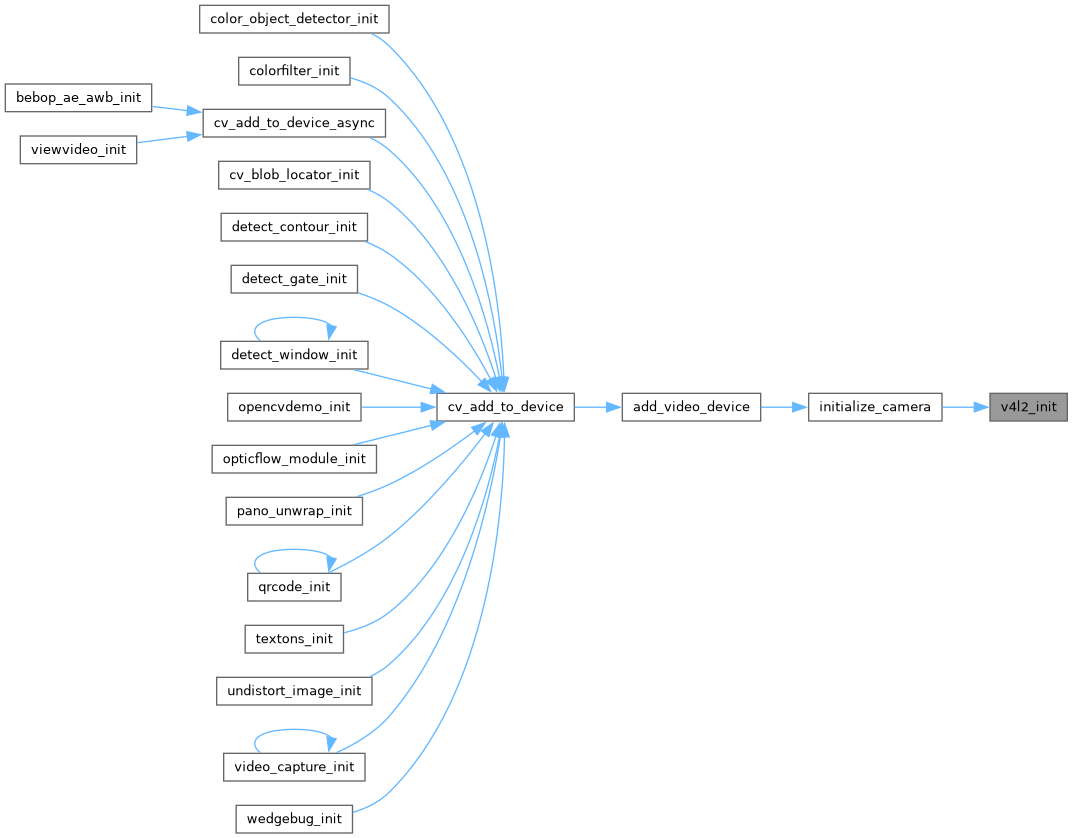 color_object_detector_init
colorfilter_init
bebop_ae_awb_init
cv_add_to_device_async
viewvideo_init
cv_blob_locator_init
detect_contour_init
detect_gate_init
detect_window_init
opencvdemo_init
cv_add_to_device
add_video_device
initialize_camera
v4l2_init
opticflow_module_init
pano_unwrap_init
qrcode_init
textons_init
undistort_image_init
video_capture_init
wedgebug_init